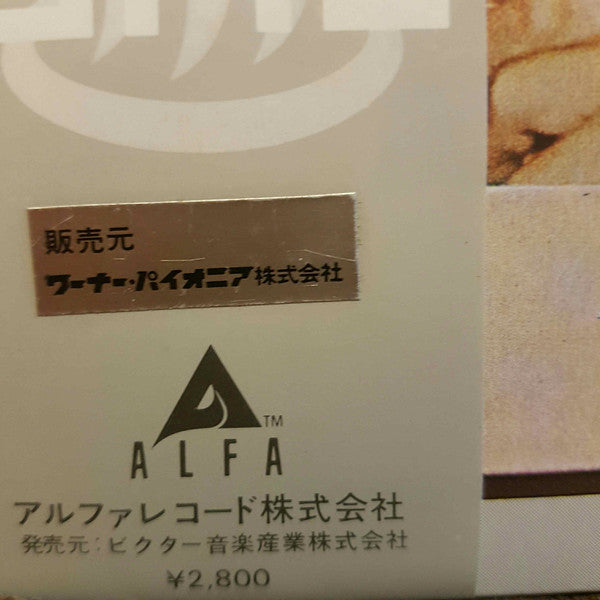 販売元
ワーナー・パイオニア株式会社
TM
ALFA
アルファレコード株式会社
発売元:ビクター音楽産業株式会社
¥2,800